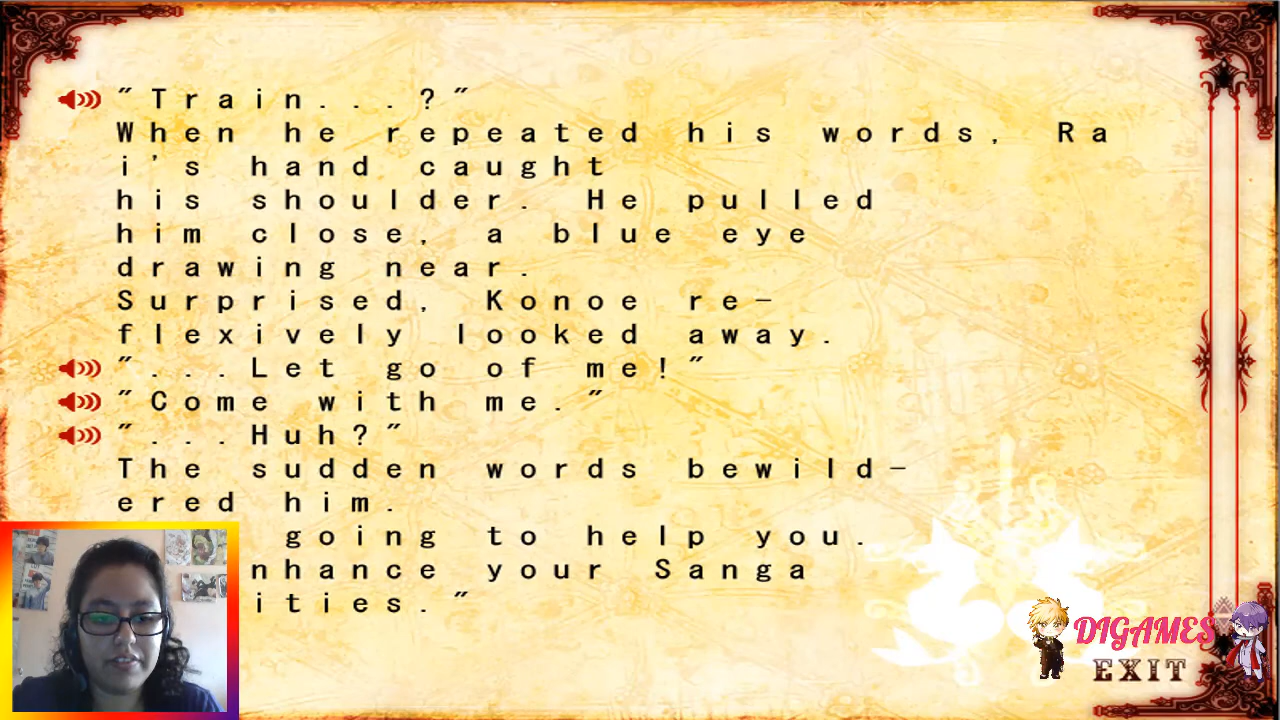 "Train...?"
When he repeated his words, Ra
i's hand caught
his shoulder. He pulled
him close, a blue eye
drawing near.
Surprised, Konoe re-
flexively looked away.
"...Let go of me!"
"Come with me."
"...Huh?"
The sudden words bewild-
ered him.
going to help you.
nhance your Sanga
ities."
DIGAMES
EXIT